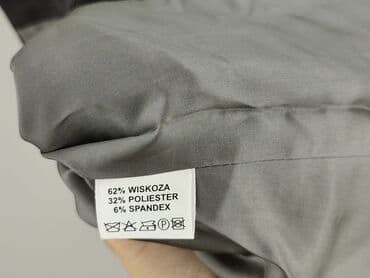 62% WISKOZA
32% POLIESTER
6% SPANDEX
P